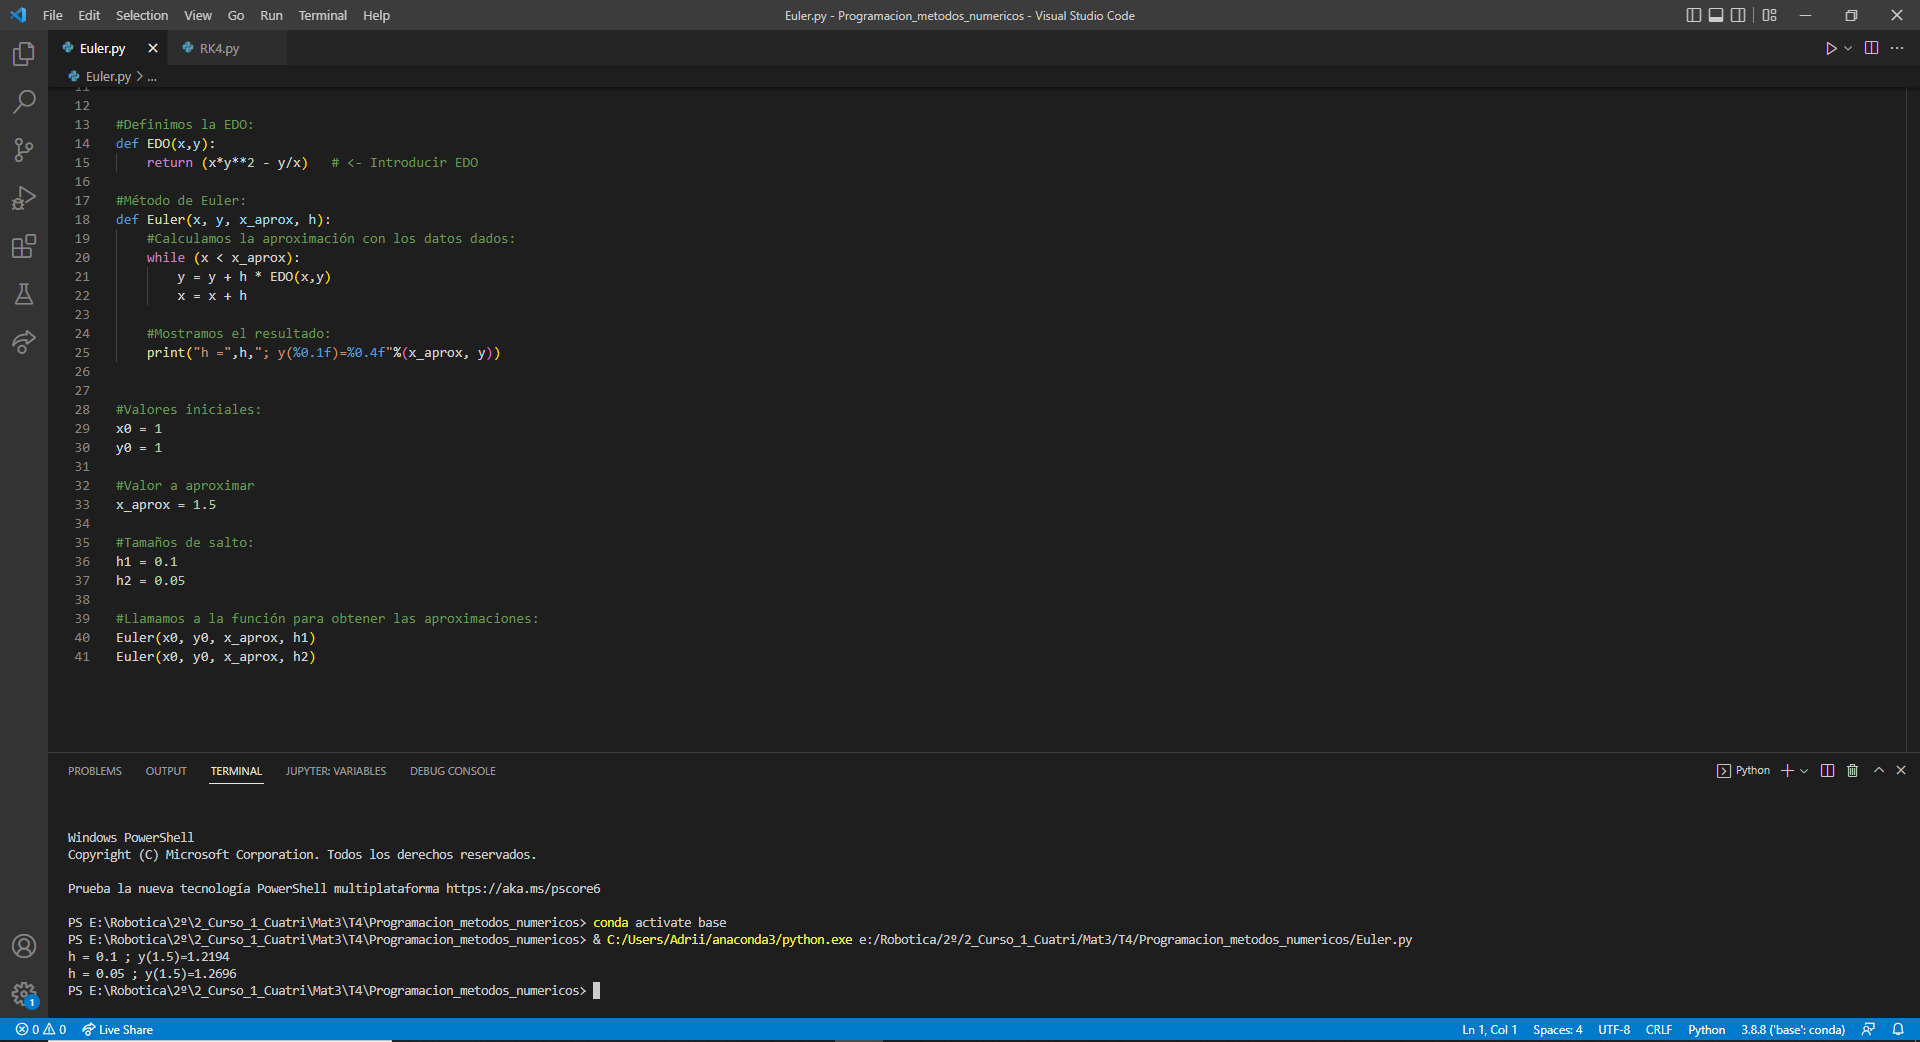 File Edit Selection View Go Run Terminal Help Euler.py - Programacion_metodos_numericos - Visual Studio Code
Euler.py RK4.py
Euler.py > ...
11
12
13 #Definimos la EDO:
14 def EDO(x,y):
15 return (x*y**2 - y/x) # <- Introducir EDO
16
17 #Método de Euler:
18 def Euler(x, y, x_aprox, h):
19 #Calculamos la aproximación con los datos dados:
20 while (x < x_aprox):
21 y = y + h * EDO(x,y)
22 x = x + h
23
24 #Mostramos el resultado:
25 print("h =",h,"; y(%0.1f)=%0.4f"%(x_aprox, y))
26
27
28 #Valores iniciales:
29 x0 = 1
30 y0 = 1
31
32 #Valor a aproximar
33 x_aprox = 1.5
34
35 #Tamaños de salto:
36 h1 = 0.1
37 h2 = 0.05
38
39 #Llamamos a la función para obtener las aproximaciones:
40 Euler(x0, y0, x_aprox, h1)
41 Euler(x0, y0, x_aprox, h2)
PROBLEMS OUTPUT TERMINAL JUPYTER: VARIABLES DEBUG CONSOLE Python
Windows PowerShell
Copyright (C) Microsoft Corporation. Todos los derechos reservados.
Prueba la nueva tecnología PowerShell multiplataforma https://aka.ms/pscore6
PS E:\Robotica\2º\2_Curso_1_Cuatri\Mat3\T4\Programacion_metodos_numericos> conda activate base
PS E:\Robotica\2º\2_Curso_1_Cuatri\Mat3\T4\Programacion_metodos_numericos> & C:/Users/Adrii/anaconda3/python.exe e:/Robotica/2º/2_Curso_1_Cuatri/Mat3/T4/Programacion_metodos_numericos/Euler.py
h = 0.1 ; y(1.5)=1.2194
h = 0.05 ; y(1.5)=1.2696
PS E:\Robotica\2º\2_Curso_1_Cuatri\Mat3\T4\Programacion_metodos_numericos>
1
0 0 Live Share Ln 1, Col 1 Spaces: 4 UTF-8 CRLF Python 3.8.8 ('base': conda)